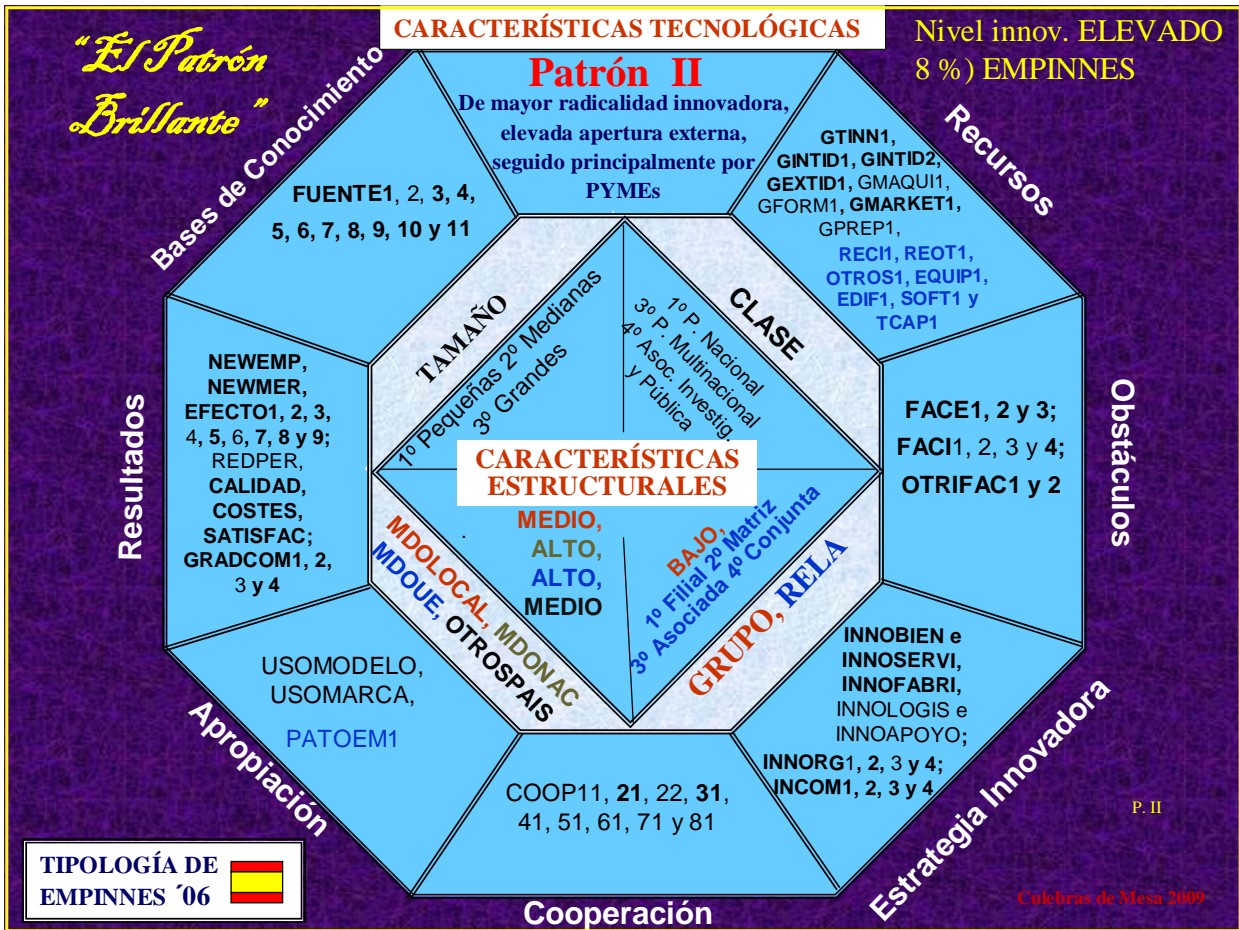 "El Patrón
Brillante"
CARACTERÍSTICAS TECNOLÓGICAS
Nivel innov. ELEVADO
8 %) EMPINNES
Patrón II
De mayor radicalidad innovadora,
elevada apertura externa,
seguido principalmente por
PYMEs
Bases de Conocimiento
FUENTE1, 2, 3, 4,
5, 6, 7, 8, 9, 10 y 11
Recursos
GTINN1,
GINTID1, GINTID2,
GEXTID1, GMAQUI1,
GFORM1, GMARKET1,
GPREP1,
RECI1, REOT1,
OTROS1, EQUIP1,
EDIF1, SOFT1 y
TCAP1
TAMAÑO
1º Pequeñas 2º Medianas
3º Grandes
CLASE
1º P. Nacional
3º P. Multinacional
4º Asoc. Investig.
y Pública
Resultados
NEWEMP,
NEWMER,
EFECTO1, 2, 3,
4, 5, 6, 7, 8 y 9;
REDPER,
CALIDAD,
COSTES,
SATISFAC;
GRADCOM1, 2,
3 y 4
Obstáculos
FACE1, 2 y 3;
FACI1, 2, 3 y 4;
OTRIFAC1 y 2
CARACTERÍSTICAS
ESTRUCTURALES
MEDIO,
ALTO,
ALTO,
MEDIO
BAJO,
1º Filial 2º Matriz
3º Asociada 4º Conjunta
MDOLOCAL, MDONAC
MDOUE, OTROSPAIS
GRUPO, RELA
Apropiación
USOMODELO,
USOMARCA,
PATOEM1
INNOBIEN e
INNOSERVI,
INNOFABRI,
INNOLOGIS e
INNOAPOYO;
INNORG1, 2, 3 y 4;
INCOM1, 2, 3 y 4
Estrategia Innovadora
COOP11, 21, 22, 31,
41, 51, 61, 71 y 81
Cooperación
P. II
TIPOLOGÍA DE
EMPINNES ´06
Culebras de Mesa 2009